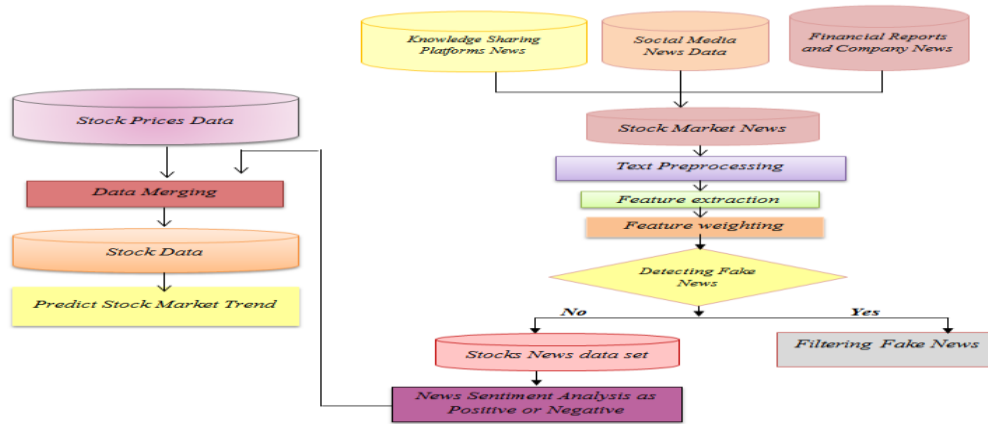 Knowledge Sharing
Platforms News
Social Media
News Data
Financial Reports
and Company News
Stock Prices Data
Stock Market News
Text Preprocessing
Data Merging
Feature extraction
Feature weighting
Stock Data
Detecting Fake
News
Predict Stock Market Trend
No
Yes
Stocks News data set
Filtering Fake News
News Sentiment Analysis as
Positive or Negative